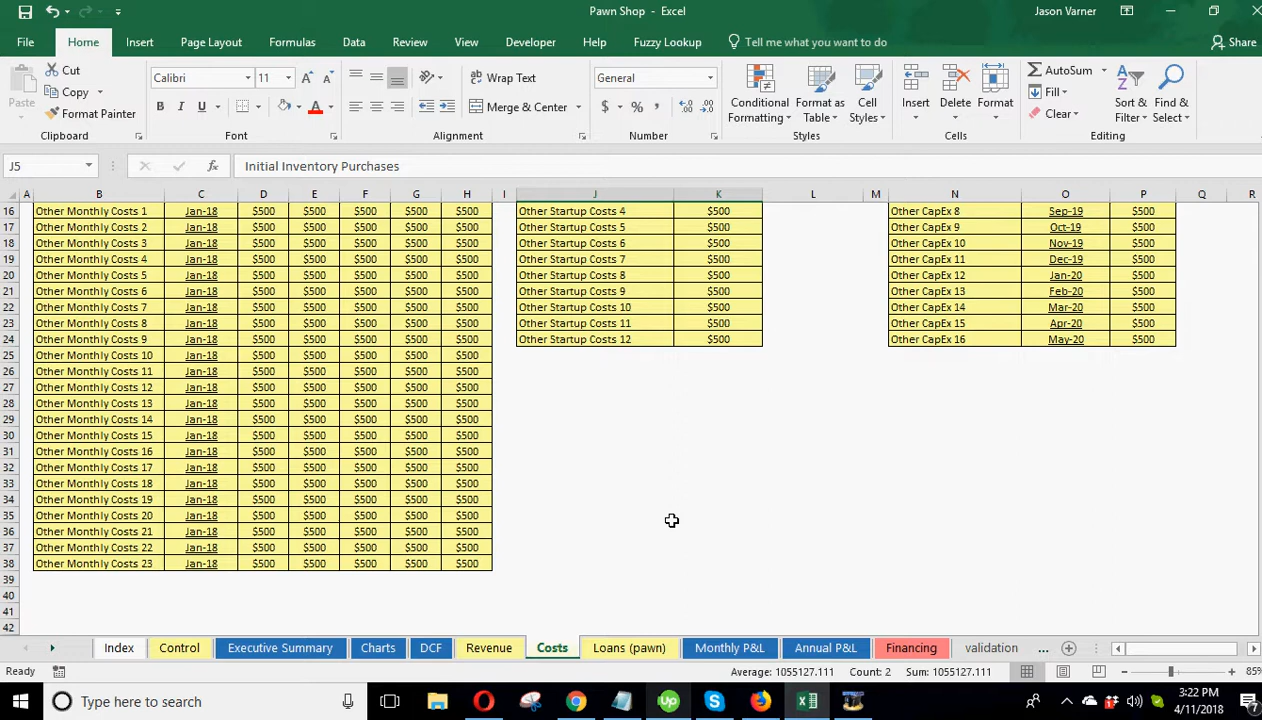 Pawn Shop - Excel
Jason Varner
File Home Insert Page Layout Formulas Data Review View Developer Help Fuzzy Lookup Tell me what you want to do Share
Paste
Cut
Copy
Format Painter
Clipboard
Calibri 11
B I U
Font
Wrap Text
Merge & Center
Alignment
General
$ % ,
Number
Conditional Formatting
Format as Table
Cell Styles
Styles
Insert
Delete
Format
Cells
AutoSum
Fill
Clear
Sort & Filter
Find & Select
Editing
J5 fx Initial Inventory Purchases
A B C D E F G H I J K L M N O P Q R
16 Other Monthly Costs 1 Jan-18 $500 $500 $500 $500 $500 Other Startup Costs 4 $500 Other CapEx 8 Sep-19 $500
17 Other Monthly Costs 2 Jan-18 $500 $500 $500 $500 $500 Other Startup Costs 5 $500 Other CapEx 9 Oct-19 $500
18 Other Monthly Costs 3 Jan-18 $500 $500 $500 $500 $500 Other Startup Costs 6 $500 Other CapEx 10 Nov-19 $500
19 Other Monthly Costs 4 Jan-18 $500 $500 $500 $500 $500 Other Startup Costs 7 $500 Other CapEx 11 Dec-19 $500
20 Other Monthly Costs 5 Jan-18 $500 $500 $500 $500 $500 Other Startup Costs 8 $500 Other CapEx 12 Jan-20 $500
21 Other Monthly Costs 6 Jan-18 $500 $500 $500 $500 $500 Other Startup Costs 9 $500 Other CapEx 13 Feb-20 $500
22 Other Monthly Costs 7 Jan-18 $500 $500 $500 $500 $500 Other Startup Costs 10 $500 Other CapEx 14 Mar-20 $500
23 Other Monthly Costs 8 Jan-18 $500 $500 $500 $500 $500 Other Startup Costs 11 $500 Other CapEx 15 Apr-20 $500
24 Other Monthly Costs 9 Jan-18 $500 $500 $500 $500 $500 Other Startup Costs 12 $500 Other CapEx 16 May-20 $500
25 Other Monthly Costs 10 Jan-18 $500 $500 $500 $500 $500
26 Other Monthly Costs 11 Jan-18 $500 $500 $500 $500 $500
27 Other Monthly Costs 12 Jan-18 $500 $500 $500 $500 $500
28 Other Monthly Costs 13 Jan-18 $500 $500 $500 $500 $500
29 Other Monthly Costs 14 Jan-18 $500 $500 $500 $500 $500
30 Other Monthly Costs 15 Jan-18 $500 $500 $500 $500 $500
31 Other Monthly Costs 16 Jan-18 $500 $500 $500 $500 $500
32 Other Monthly Costs 17 Jan-18 $500 $500 $500 $500 $500
33 Other Monthly Costs 18 Jan-18 $500 $500 $500 $500 $500
34 Other Monthly Costs 19 Jan-18 $500 $500 $500 $500 $500
35 Other Monthly Costs 20 Jan-18 $500 $500 $500 $500 $500
36 Other Monthly Costs 21 Jan-18 $500 $500 $500 $500 $500
37 Other Monthly Costs 22 Jan-18 $500 $500 $500 $500 $500
38 Other Monthly Costs 23 Jan-18 $500 $500 $500 $500 $500
39
40
41
42
Index Control Executive Summary Charts DCF Revenue Costs Loans (pawn) Monthly P&L Annual P&L Financing validation ...
Ready Average: 1055127.111 Count: 2 Sum: 1055127.111 85%
Type here to search
3:22 PM
4/11/2018